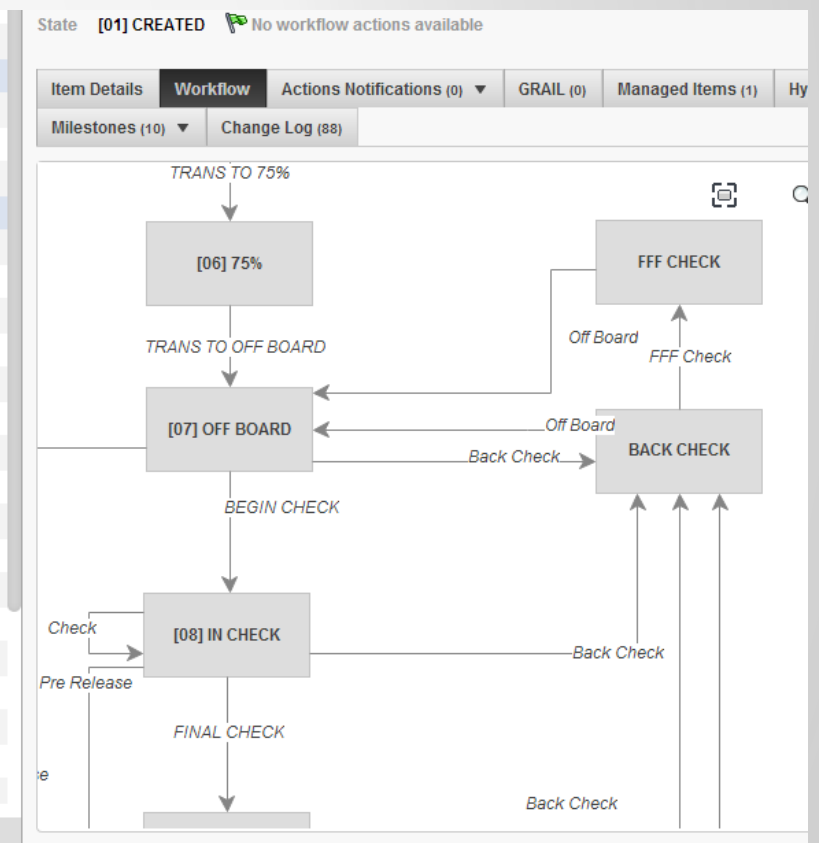 State [01] CREATED No workflow actions available
Item Details Workflow Actions Notifications (0) GRAIL (0) Managed Items (1) Hy
Milestones (10) Change Log (88)
TRANS TO 75%
[06] 75%
FFF CHECK
TRANS TO OFF BOARD
Off Board
FFF Check
[07] OFF BOARD
Off Board
Back Check
BACK CHECK
BEGIN CHECK
Check
[08] IN CHECK
Back Check
Pre Release
FINAL CHECK
se
Back Check